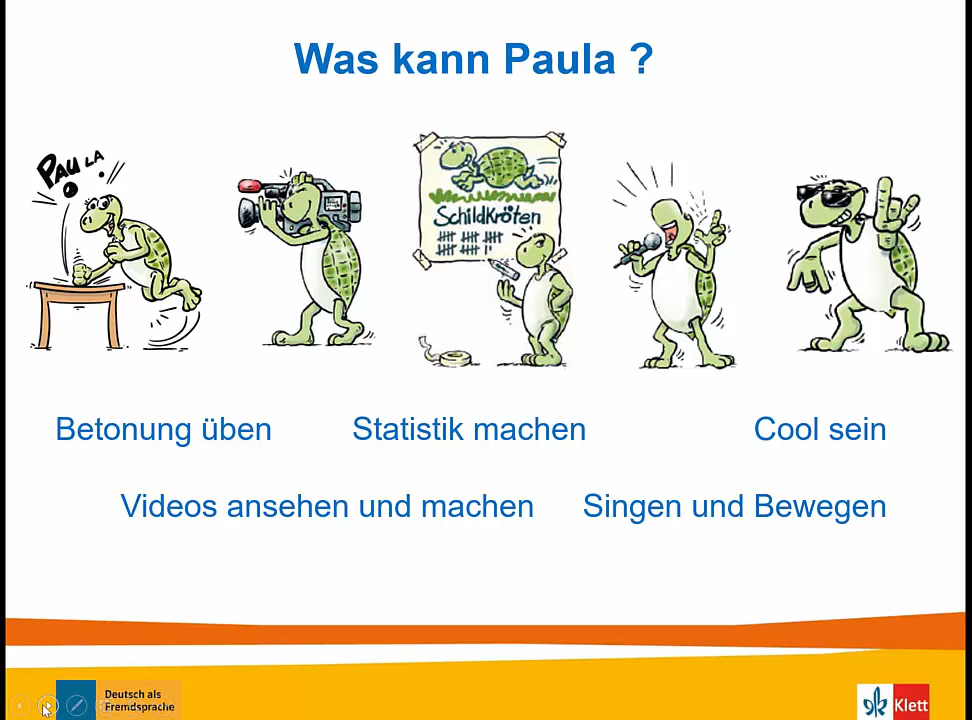 Was kann Paula ?
PAULA
Schildkröten
Betonung üben
Statistik machen
Cool sein
Videos ansehen und machen
Singen und Bewegen
Deutsch als
Fremdsprache
Klett